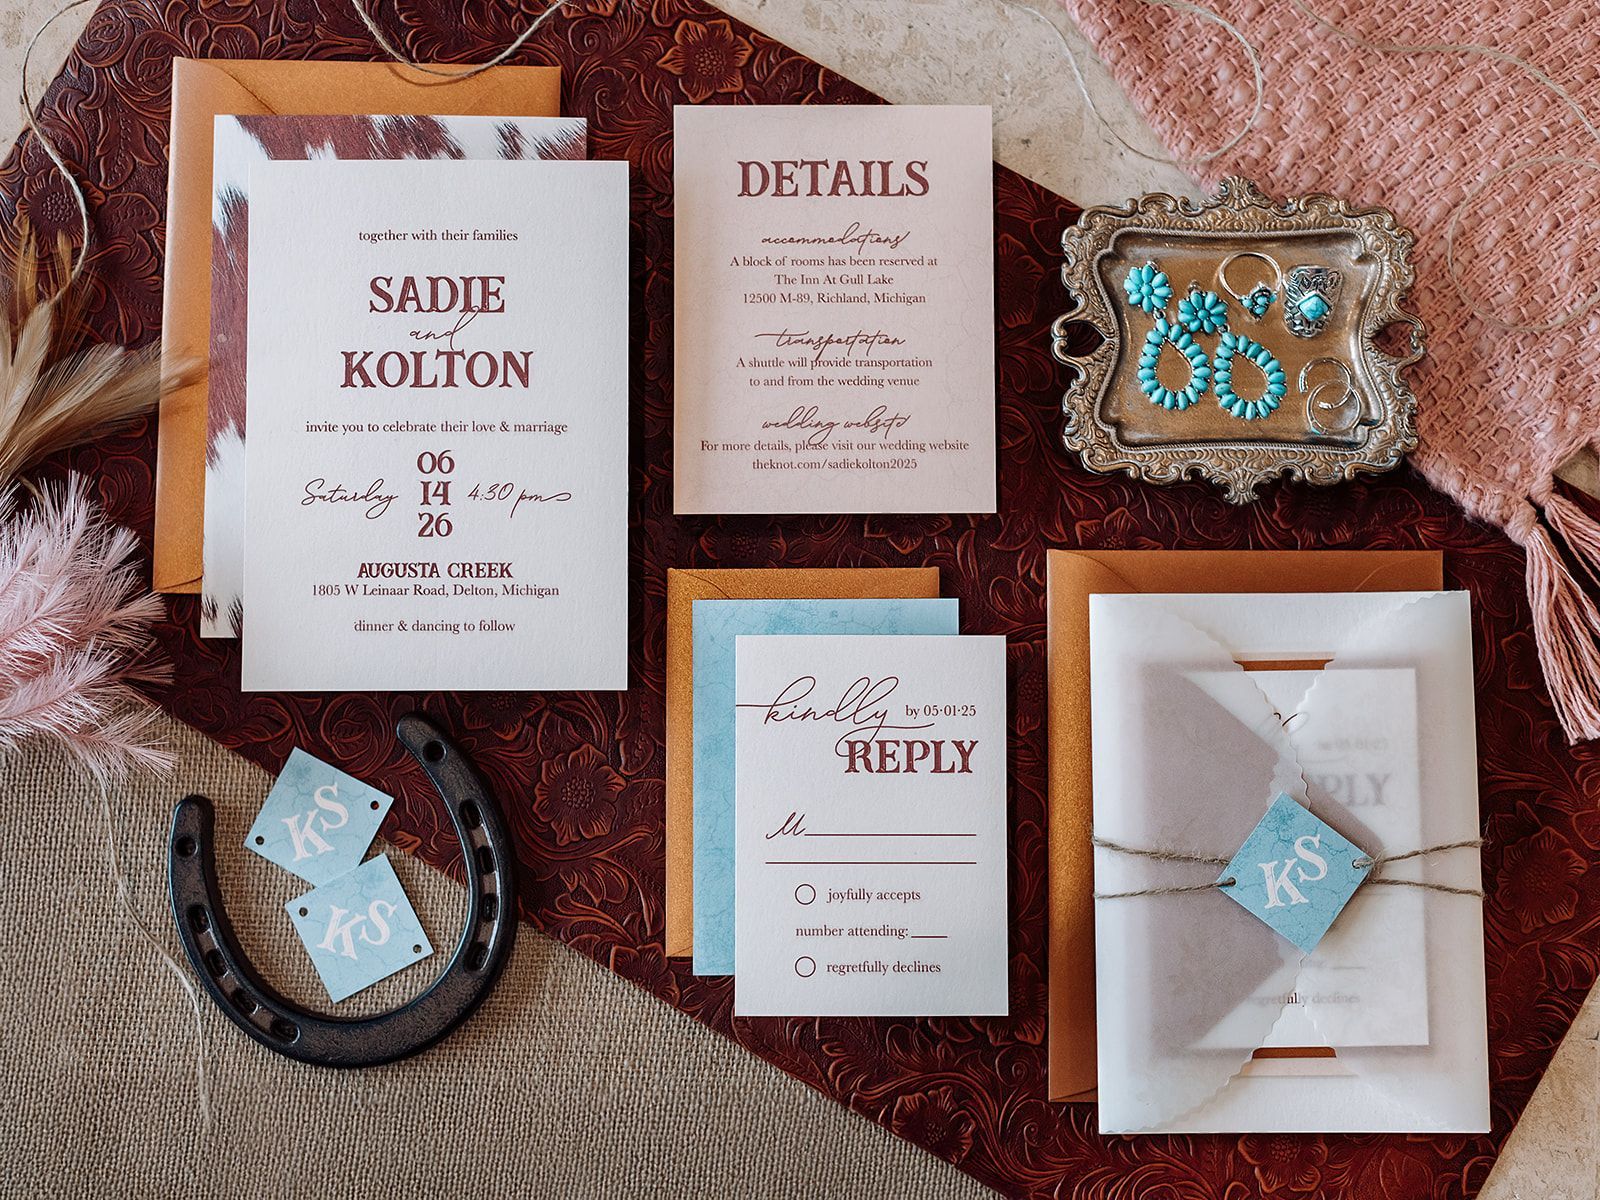 together with their families
SADIE
and
KOLTON
invite you to celebrate their love & marriage
06
Saturday 14 4:30 pm
26
AUGUSTA CREEK
1805 W Leinaar Road, Delton, Michigan
dinner & dancing to follow
DETAILS
accommodations
A block of rooms has been reserved at
The Inn At Gull Lake
12500 M-89, Richland, Michigan
transportation
A shuttle will provide transportation
to and from the wedding venue
wedding website
For more details, please visit our wedding website
theknot.com/sadiekolton2025
kindly by 05·01·25
REPLY
M
joyfully accepts
number attending:
regretfully declines
KS
KS
PLY
KS
regretfully declines